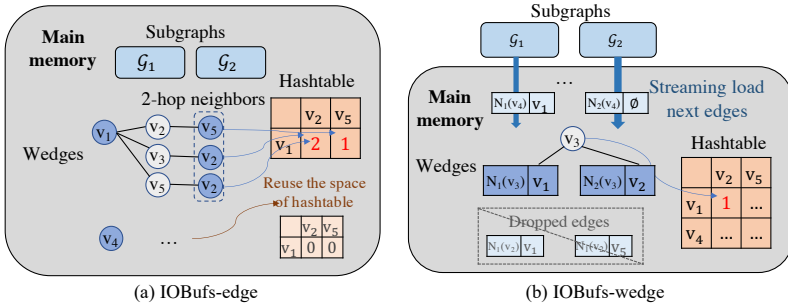 Main
memory
Subgraphs
𝒢1
𝒢2
2-hop neighbors
Hashtable
Wedges
v1
v2
v5
v3
v2
v5
v2
v2 v5
v1 2 1
Reuse the space
of hashtable
v4
...
v2 v5
v1 0 0
(a) IOBufs-edge
Subgraphs
𝒢1
𝒢2
Main
memory
N1(v4) v1
...
N2(v4) ∅
Streaming load
next edges
Hashtable
Wedges
v3
N1(v3) v1
N2(v3) v2
v2 v5
v1 1 ...
v4 ... ...
Dropped edges
N1(v2) v1
v5
(b) IOBufs-wedge